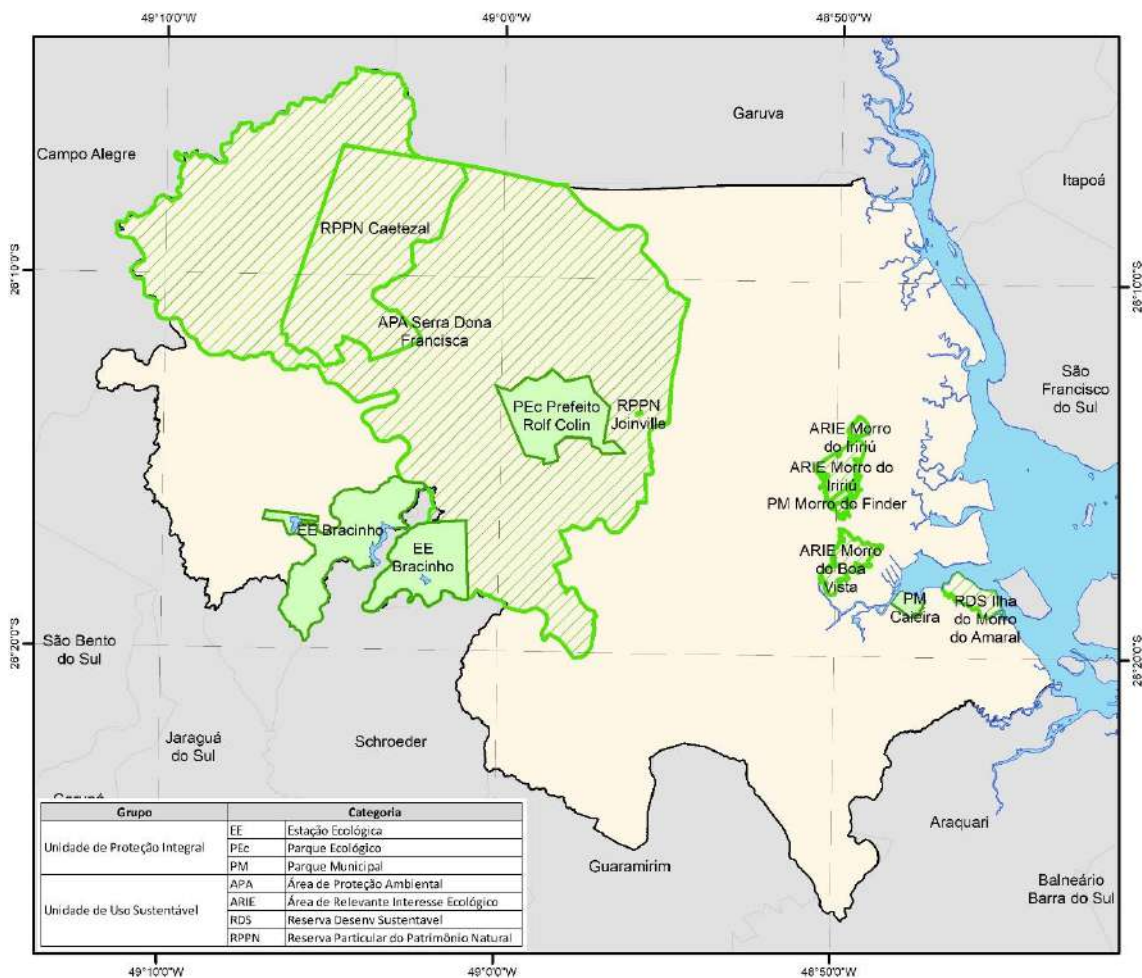 49°10'0"W
49°0'0"W
48°50'0"W
Garuva
Campo Alegre
Itapoá
RPPN Caetezal
26°10'0"S
26°10'0"S
APA Serra Dona
Francisca
São
Francisco
do Sul
PEc Prefeito
Rolf Colin
RPPN
Joinville
ARIE Morro
do Iririú
ARIE Morro do
Iririú
PM Morro do Finder
EE Bracinho
EE
Bracinho
ARIE Morro
do Boa
Vista
PM
Caieira
RDS Ilha
do Morro
do Amaral
26°20'0"S
26°20'0"S
São Bento
do Sul
Jaraguá
do Sul
Schroeder
Araquari
Guaramirim
Balneário
Barra do Sul
Grupo
Categoria
Unidade de Proteção Integral
EE
Estação Ecológica
PEc
Parque Ecológico
PM
Parque Municipal
Unidade de Uso Sustentável
APA
Área de Proteção Ambiental
ARIE
Área de Relevante Interesse Ecológico
RDS
Reserva Desenv Sustentavel
RPPN
Reserva Particular do Patrimônio Natural
49°10'0"W
49°0'0"W
48°50'0"W